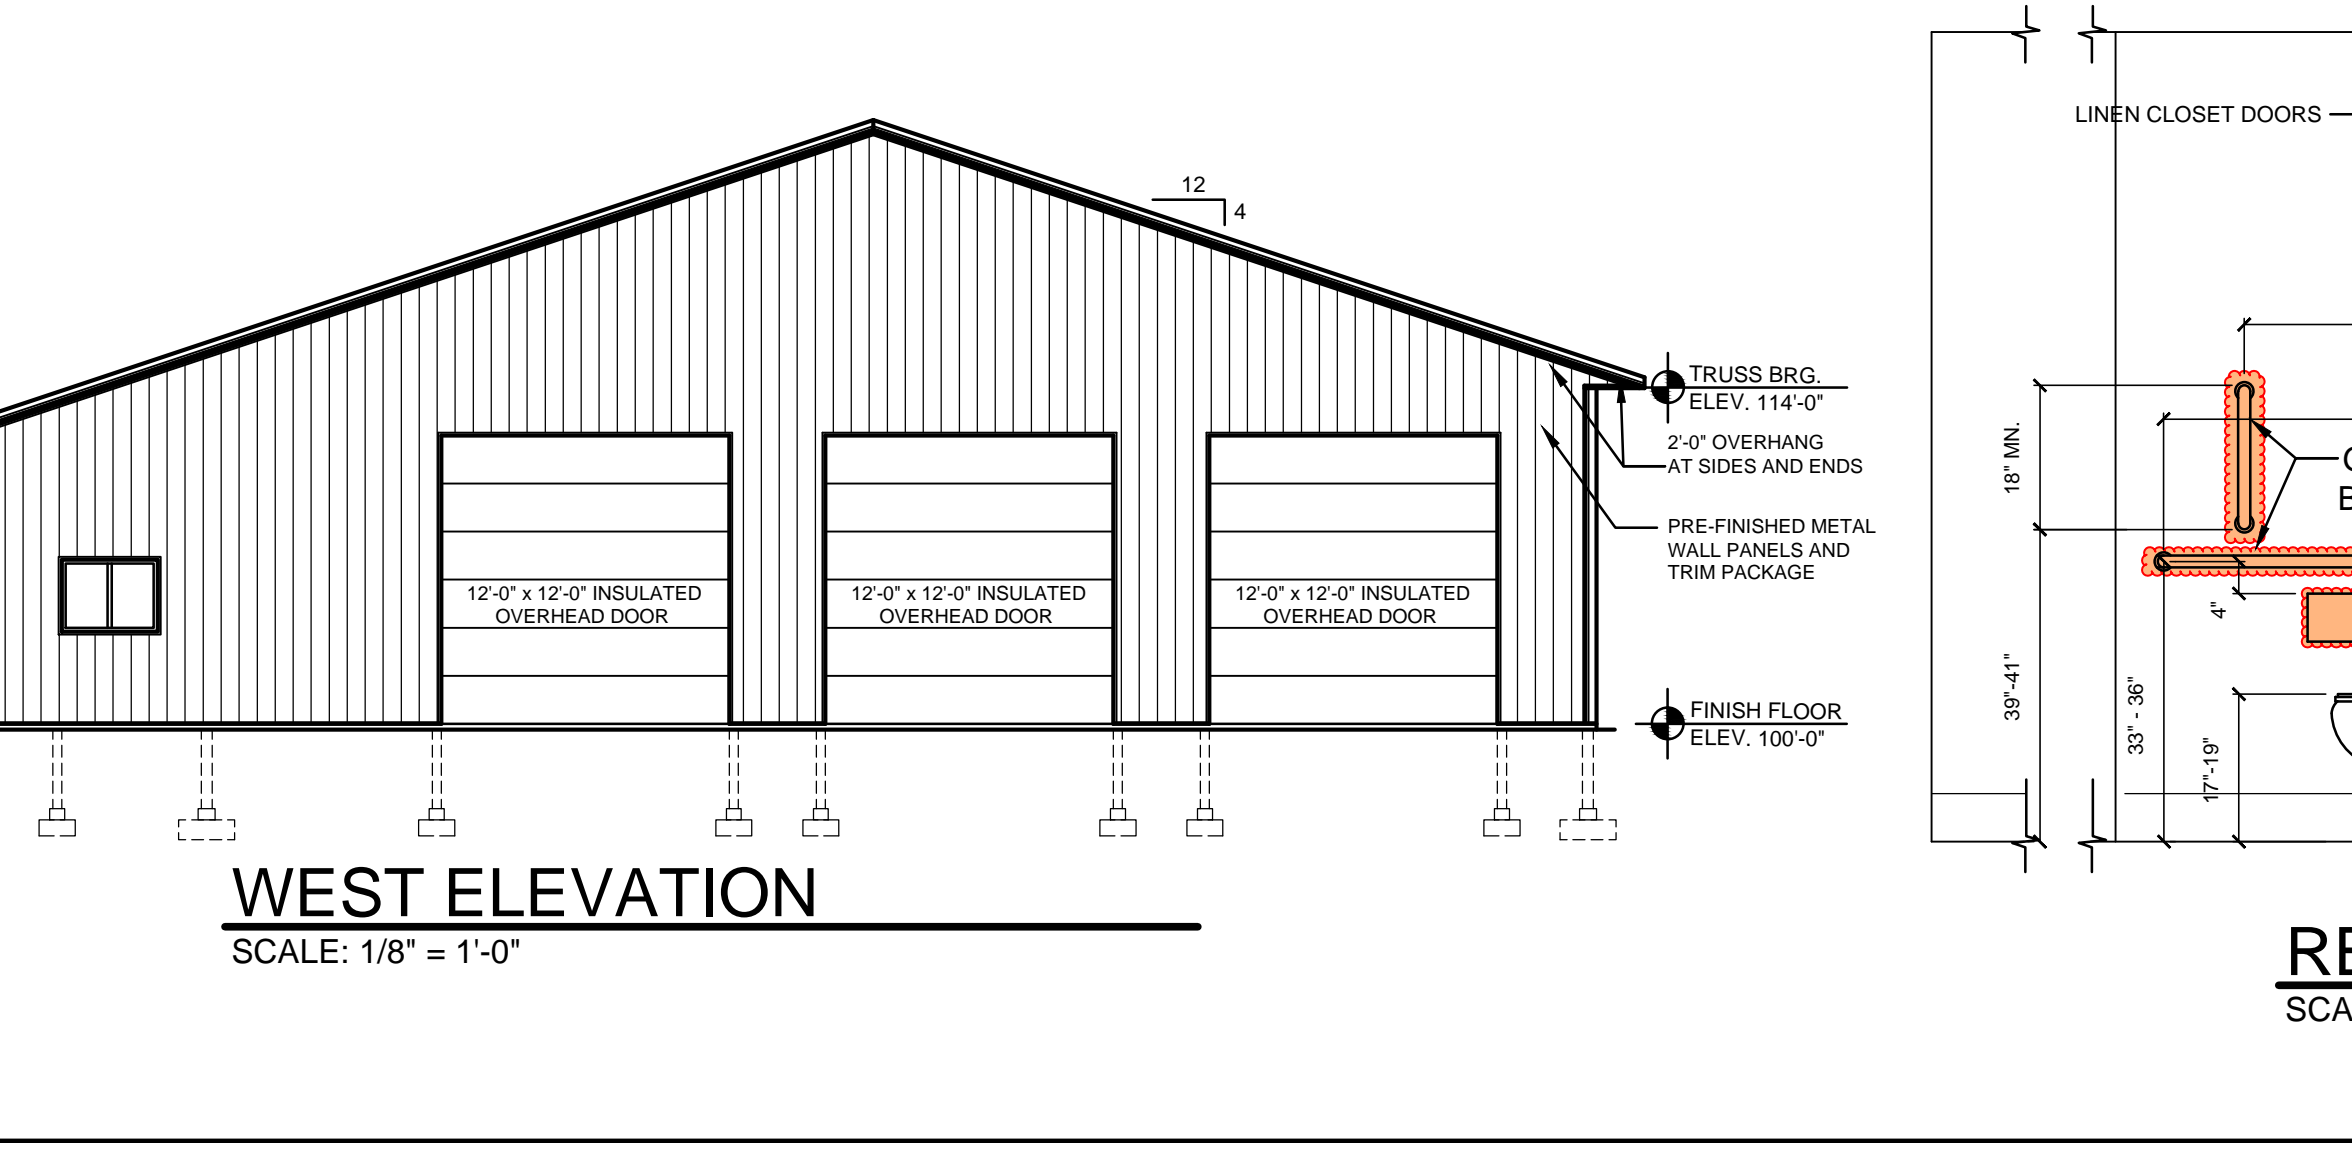 12
4
TRUSS BRG.
ELEV. 114'-0"
2'-0" OVERHANG
AT SIDES AND ENDS
PRE-FINISHED METAL
WALL PANELS AND
TRIM PACKAGE
12'-0" x 12'-0" INSULATED
OVERHEAD DOOR
12'-0" x 12'-0" INSULATED
OVERHEAD DOOR
12'-0" x 12'-0" INSULATED
OVERHEAD DOOR
FINISH FLOOR
ELEV. 100'-0"
WEST ELEVATION
SCALE: 1/8" = 1'-0"
LINEN CLOSET DOORS
18" MN.
39"-41"
33" - 36"
4"
17"-19"